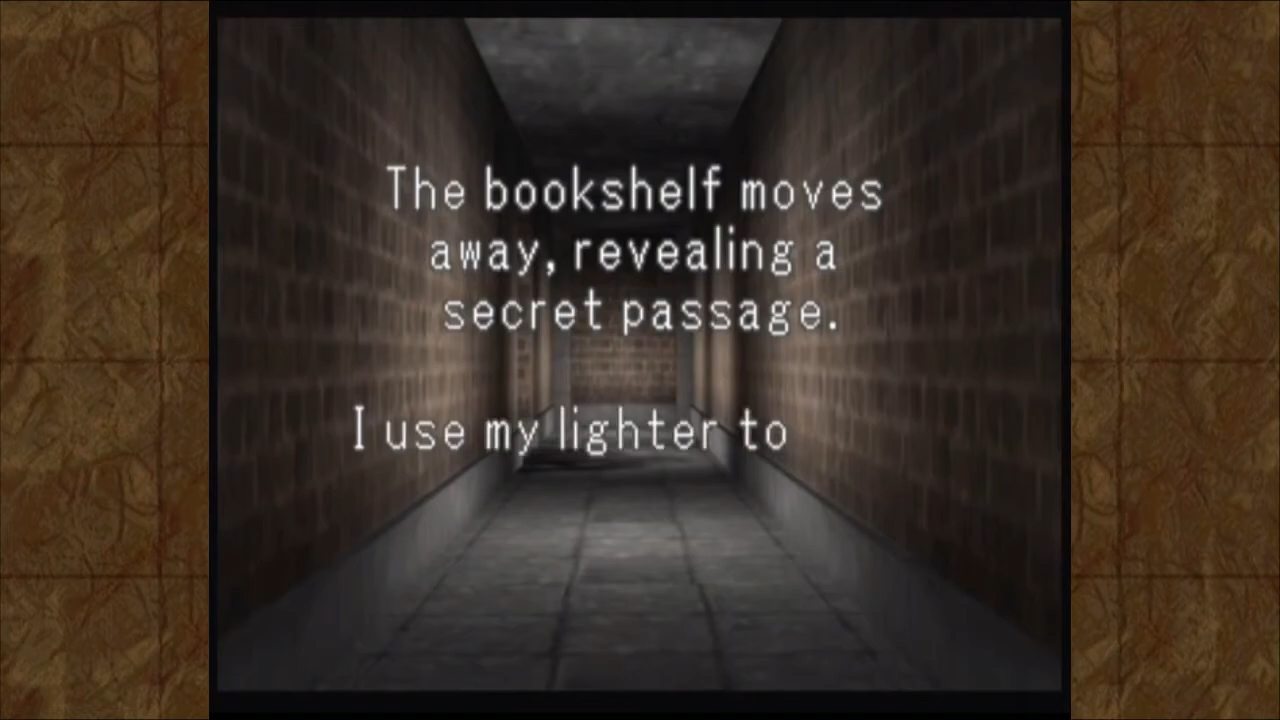 The bookshelf moves
away, revealing a
secret passage.
I use my lighter to